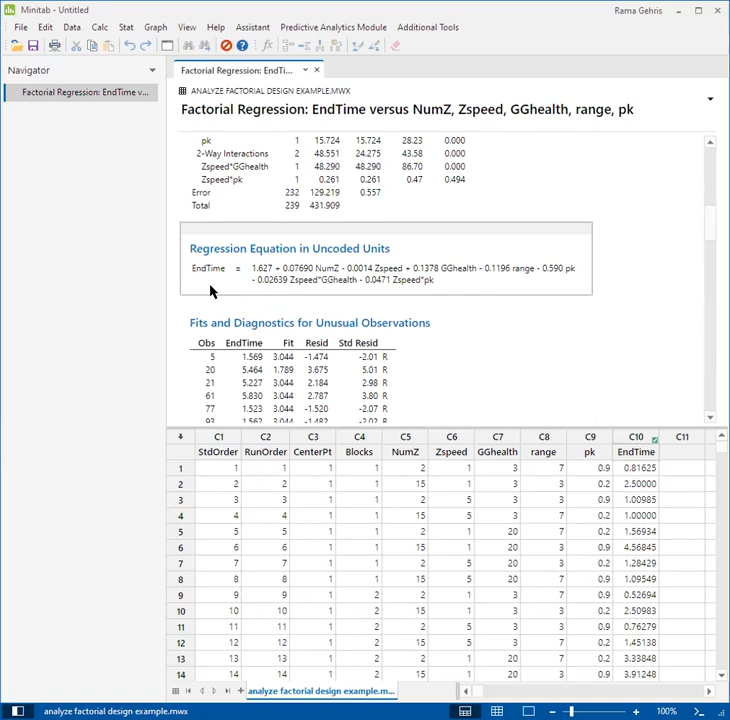 Minitab - Untitled
Rama Gehris
File Edit Data Calc Stat Graph View Help Assistant Predictive Analytics Module Additional Tools
Navigator
Factorial Regression: EndTi...
Factorial Regression: EndTime v...
ANALYZE FACTORIAL DESIGN EXAMPLE.MWX
Factorial Regression: EndTime versus NumZ, Zspeed, GGhealth, range, pk
pk 1 15.724 15.724 28.23 0.000
2-Way Interactions 2 48.551 24.275 43.58 0.000
Zspeed*GGhealth 1 48.290 48.290 86.70 0.000
Zspeed*pk 1 0.261 0.261 0.47 0.494
Error 232 129.219 0.557
Total 239 431.909
Regression Equation in Uncoded Units
EndTime = 1.627 + 0.07690 NumZ - 0.0014 Zspeed + 0.1378 GGhealth - 0.1196 range - 0.590 pk
- 0.02639 Zspeed*GGhealth - 0.0471 Zspeed*pk
Fits and Diagnostics for Unusual Observations
Obs EndTime Fit Resid Std Resid
5 1.569 3.044 -1.474 -2.01 R
20 5.464 1.789 3.675 5.01 R
21 5.227 3.044 2.184 2.98 R
61 5.830 3.044 2.787 3.80 R
77 1.523 3.044 -1.520 -2.07 R
93 1.562 3.044 -1.482 -2.02 R
C1 C2 C3 C4 C5 C6 C7 C8 C9 C10 C11
StdOrder RunOrder CenterPt Blocks NumZ Zspeed GGhealth range pk EndTime
1 1 1 1 1 2 1 3 7 0.9 0.81625
2 2 2 1 1 15 1 3 3 0.2 2.50000
3 3 3 1 1 2 5 3 3 0.9 1.00985
4 4 4 1 1 15 5 3 7 0.2 1.00000
5 5 5 1 1 2 1 20 7 0.2 1.56934
6 6 6 1 1 15 1 20 3 0.9 4.56845
7 7 7 1 1 2 5 20 3 0.2 1.28429
8 8 8 1 1 15 5 20 7 0.9 1.09549
9 9 9 1 2 2 1 3 7 0.9 0.52694
10 10 10 1 2 15 1 3 3 0.2 2.50983
11 11 11 1 2 2 5 3 3 0.9 0.76279
12 12 12 1 2 15 5 3 7 0.2 1.45138
13 13 13 1 2 2 1 20 7 0.2 3.33848
14 14 14 1 2 15 1 20 3 0.9 3.91248
analyze factorial design example.m...
analyze factorial design example.mwx
100%